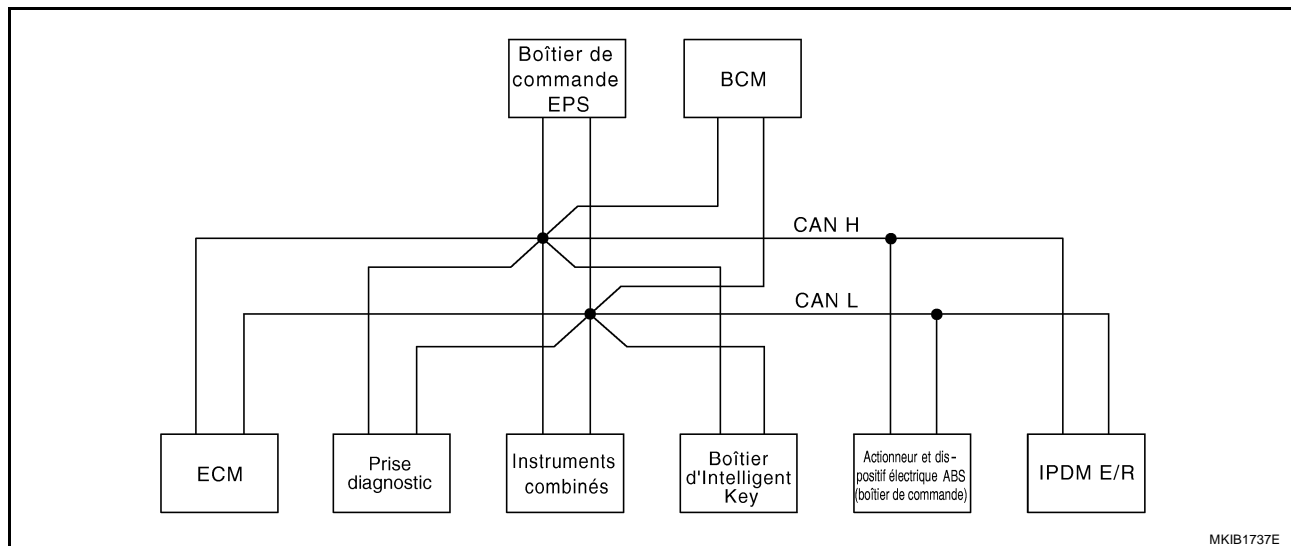 Boîtier de
commande
EPS
BCM
CAN H
CAN L
ECM
Prise
diagnostic
Instruments
combinés
Boîtier
d'Intelligent
Key
Actionneur et dis-
positif électrique ABS
(boîtier de commande)
IPDM E/R
MKIB1737E